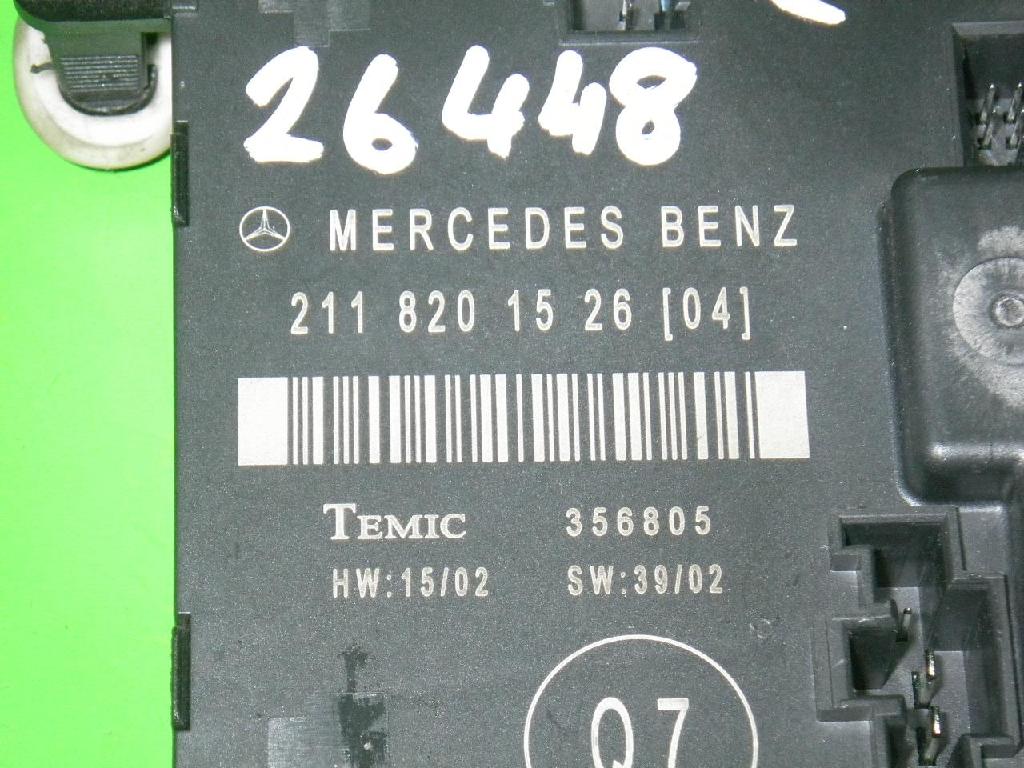 26448
MERCEDES BENZ
211 820 15 26 [04]
TEMIC 356805
HW:15/02 SW:39/02
Q7